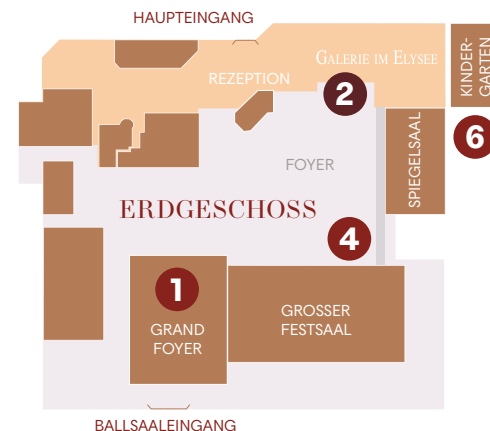 HAUPTEINGANG
GALERIE IM ELYSEE
KINDER-
GARTEN
REZEPTION
2
6
FOYER
SPIEGELSAAL
ERDGESCHOSS
4
1
GRAND
FOYER
GROSSER
FESTSAAL
BALLSAALEINGANG